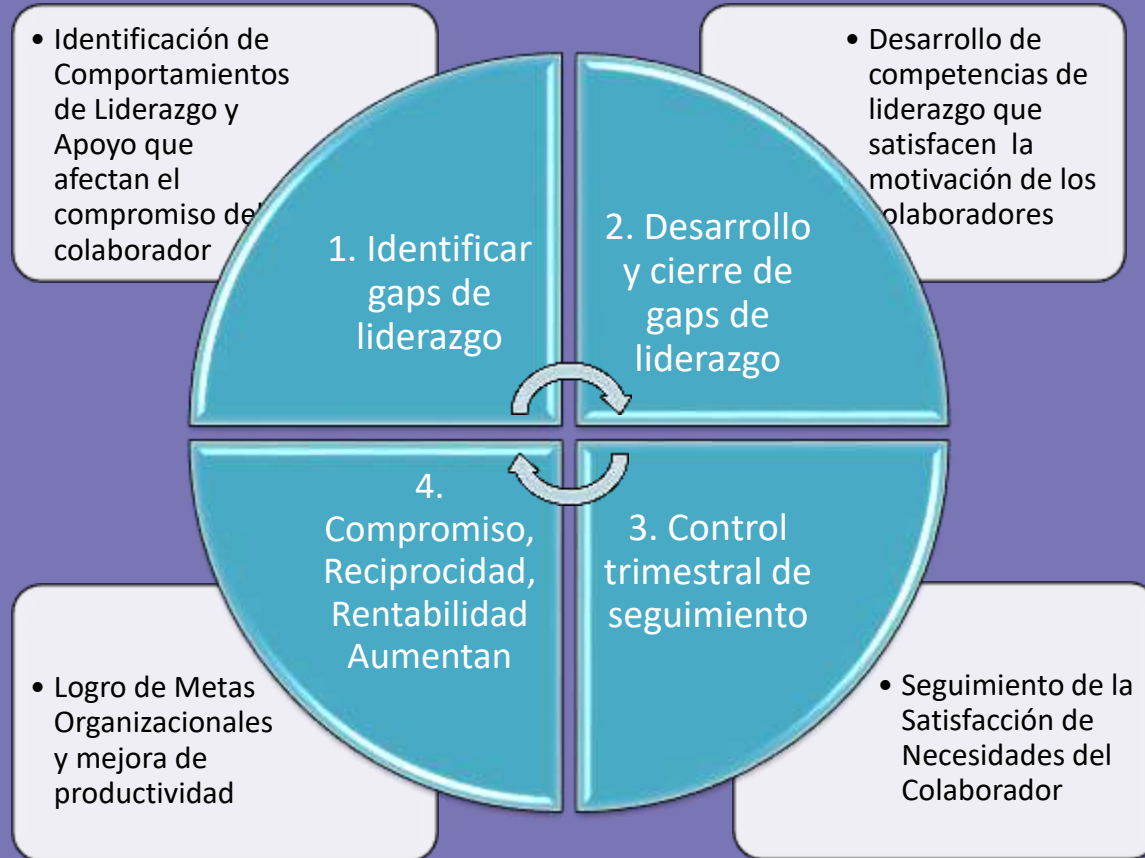 • Identificación de
Comportamientos
de Liderazgo y
Apoyo que
afectan el
compromiso del
colaborador
1. Identificar
gaps de
liderazgo
• Desarrollo de
competencias de
liderazgo que
satisfacen la
motivación de los
colaboradores
2. Desarrollo
y cierre de
gaps de
liderazgo
3. Control
trimestral de
seguimiento
• Seguimiento de la
Satisfacción de
Necesidades del
Colaborador
4.
Compromiso,
Reciprocidad,
Rentabilidad
Aumentan
• Logro de Metas
Organizacionales
y mejora de
productividad